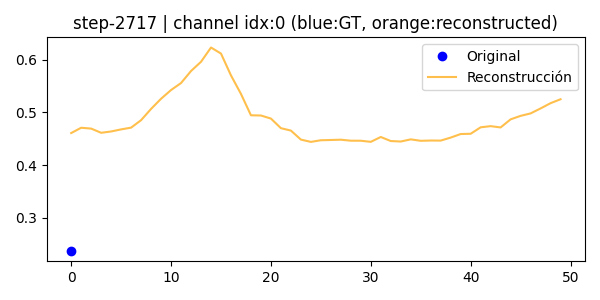 step-2717 | channel idx:0 (blue:GT, orange:reconstructed)
Original
Reconstrucción
0.6
0.5
0.4
0.3
0 10 20 30 40 50